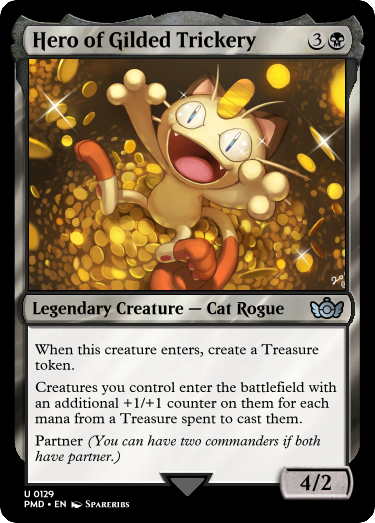 Hero of Gilded Trickery 3
Legendary Creature — Cat Rogue
When this creature enters, create a Treasure
token.
Creatures you control enter the battlefield with
an additional +1/+1 counter on them for each
mana from a Treasure spent to cast them.
Partner (You can have two commanders if both
have partner.)
4/2
U 0129
PMD • EN Spareribs